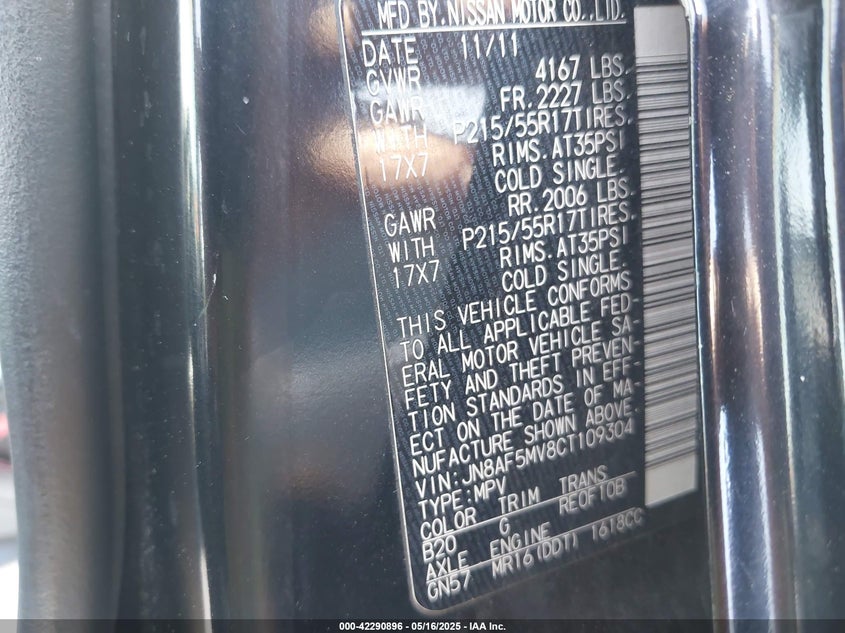 MFD BY.NISSAN MOTOR CO.,LTD.
DATE 11/11
GVWR 4167 LBS.
GAWR FR.2227 LBS.
WITH P215/55R17TIRES.
17X7 RIMS.AT35PSI
COLD SINGLE.
RR.2006 LBS.
GAWR P215/55R17TIRES.
WITH RIMS.AT35PSI
17X7 COLD SINGLE.
THIS VEHICLE CONFORMS
TO ALL APPLICABLE FED-
ERAL MOTOR VEHICLE SA-
FETY AND THEFT PREVEN-
TION STANDARDS IN EFF-
ECT ON THE DATE OF MA-
NUFACTURE SHOWN ABOVE.
VIN:JN8AF5MV8CT109304
TYPE:MPV
COLOR TRIM TRANS
B20 G RE0F10B
AXLE ENGINE
GN57 MR16(DDT) 1618CC
000-42290896 - 05/16/2025 - IAA Inc.